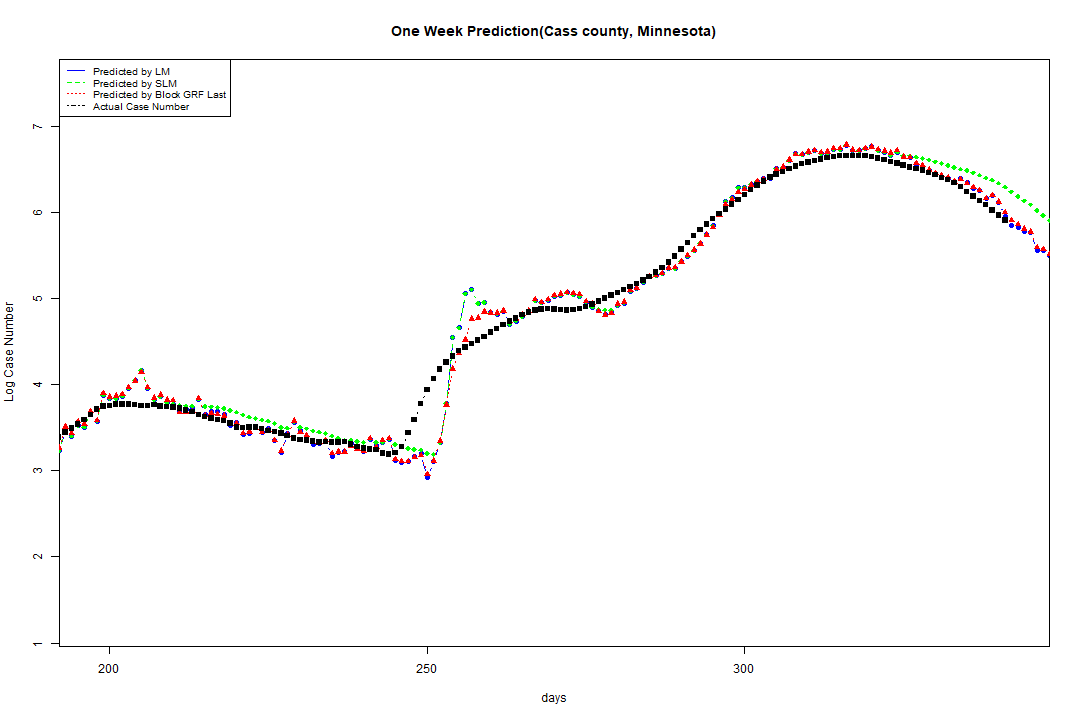 One Week Prediction(Cass county, Minnesota)
Predicted by LM
Predicted by SLM
Predicted by Block GRF Last
Actual Case Number
7
6
5
4
3
2
1
Log Case Number
200
250
300
days